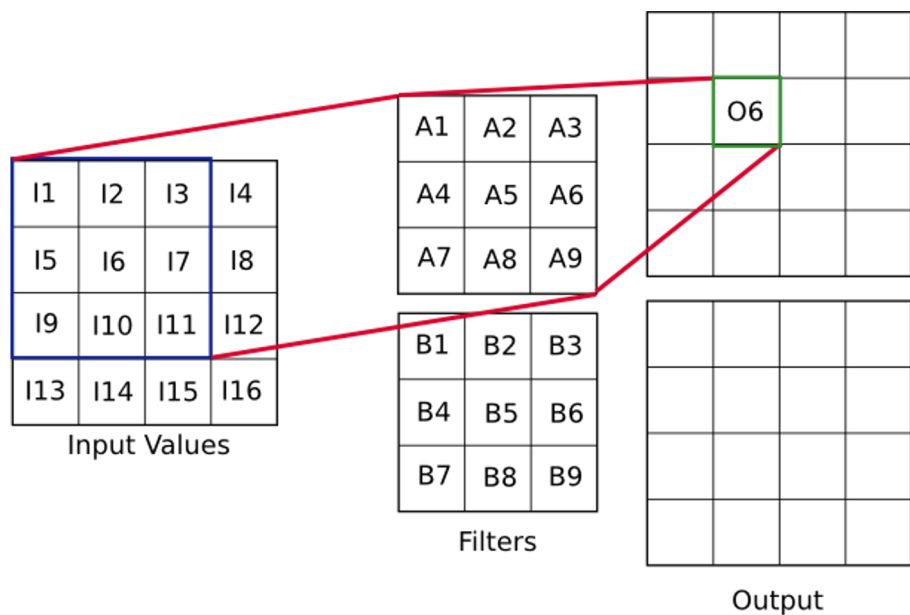 I1 I2 I3 I4
I5 I6 I7 I8
I9 I10 I11 I12
I13 I14 I15 I16
Input Values
A1 A2 A3
A4 A5 A6
A7 A8 A9
B1 B2 B3
B4 B5 B6
B7 B8 B9
Filters
O6
Output